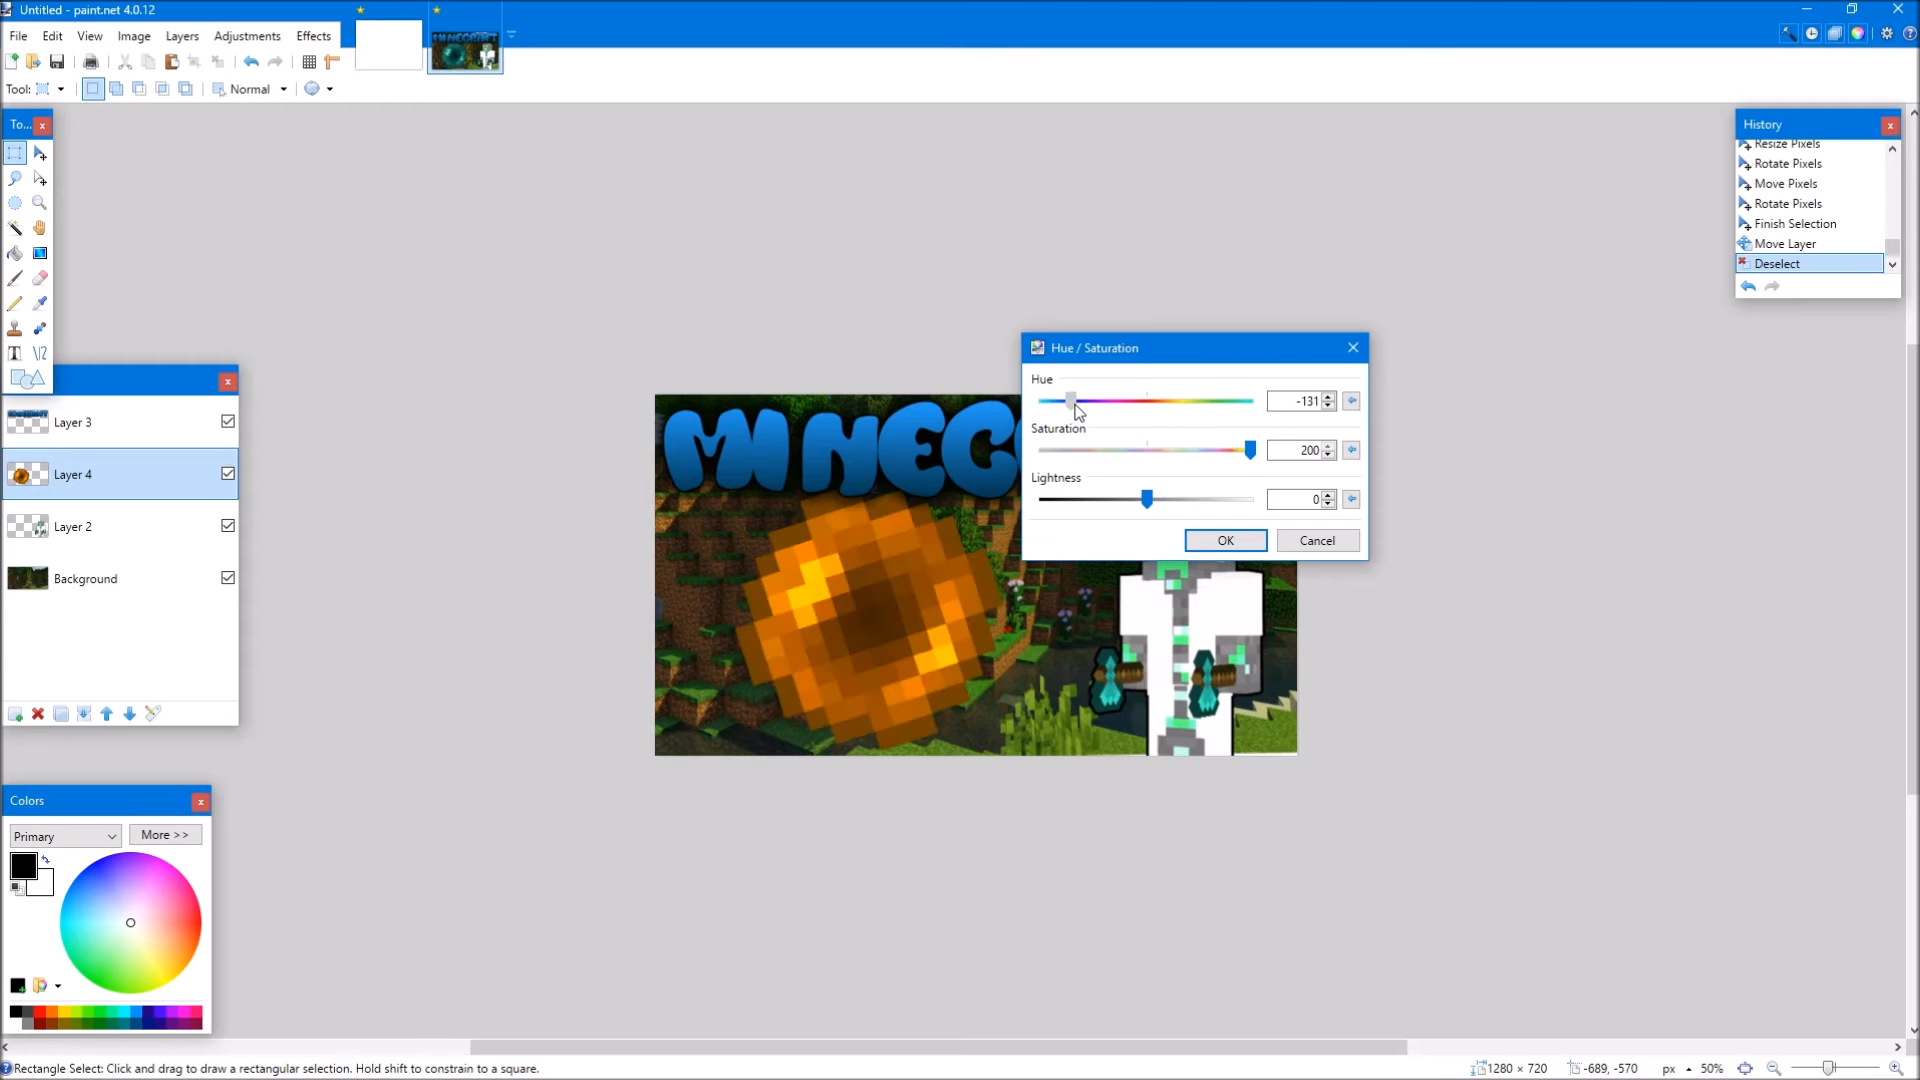 Untitled - paint.net 4.0.12
File Edit View Image Layers Adjustments Effects
Tool: Normal
To...
History
Resize Pixels
Rotate Pixels
Move Pixels
Rotate Pixels
Finish Selection
Move Layer
Deselect
Hue / Saturation
Hue
-131
Saturation
200
Lightness
0
OK Cancel
Layer 3
Layer 4
Layer 2
Background
MINEC
Colors
Primary More >>
Rectangle Select: Click and drag to draw a rectangular selection. Hold shift to constrain to a square.
1280 × 720 -689, -570 px 50%